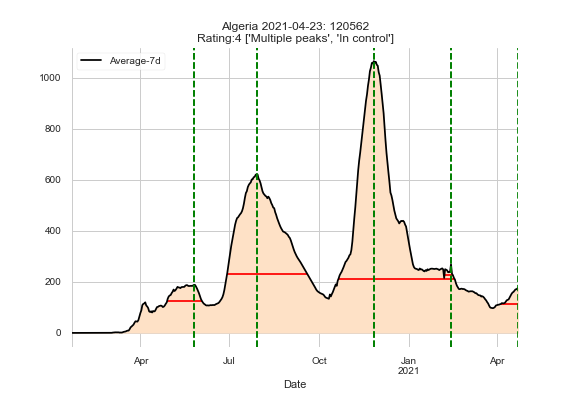 Algeria 2021-04-23: 120562
Rating:4 ['Multiple peaks', 'In control']
Average-7d
1000
800
600
400
200
0
Apr
Jul
Oct
Jan
2021
Apr
Date